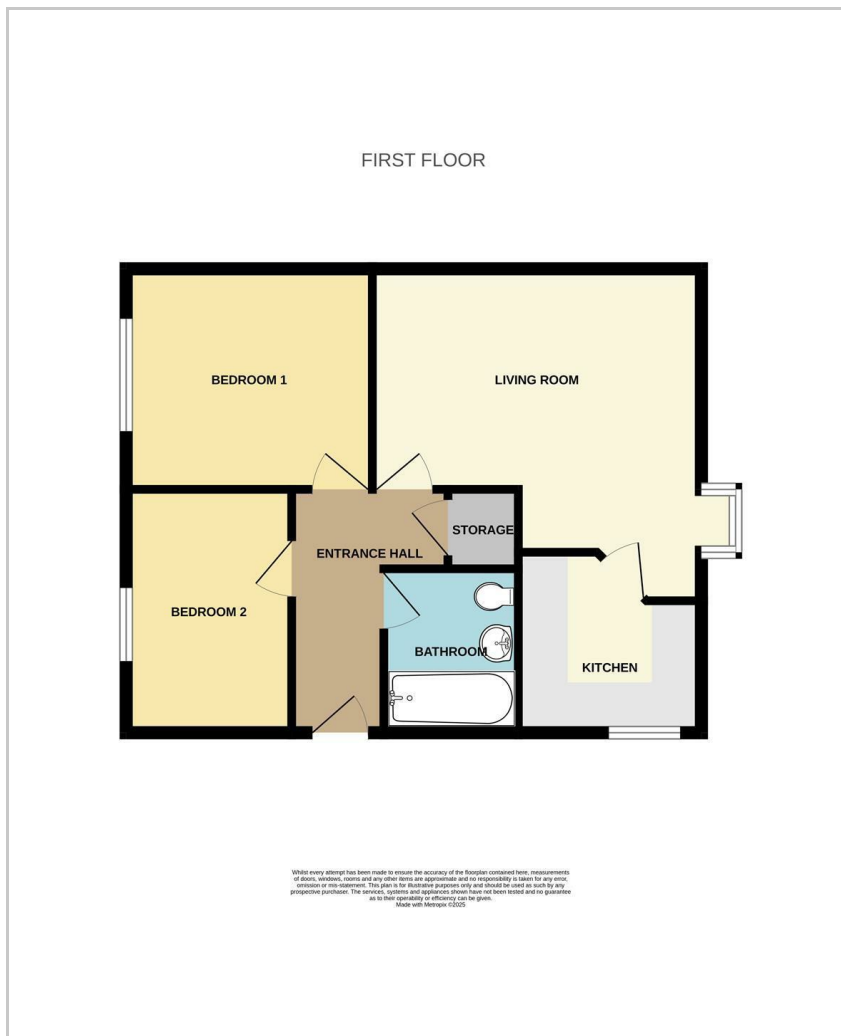 FIRST FLOOR
BEDROOM 1
LIVING ROOM
STORAGE
ENTRANCE HALL
BEDROOM 2
BATHROOM
KITCHEN
Whilst every attempt has been made to ensure the accuracy of the floorplan contained here, measurements
of doors, windows, rooms and any other items are approximate and no responsibility is taken for any error,
omission or mis-statement. This plan is for illustrative purposes only and should be used as such by any
prospective purchaser. The services, systems and appliances shown have not been tested and no guarantee
as to their operability or efficiency can be given.
Made with Metropix ©2025